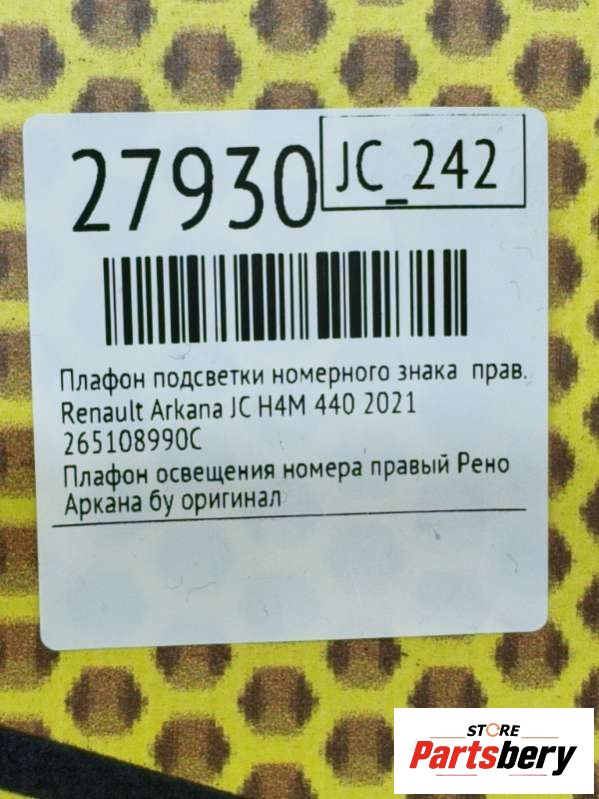 27930
JC_242
Плафон подсветки номерного знака прав.
Renault Arkana JC H4M 440 2021
265108990C
Плафон освещения номера правый Рено
Аркана бу оригинал
STORE
Partsbery